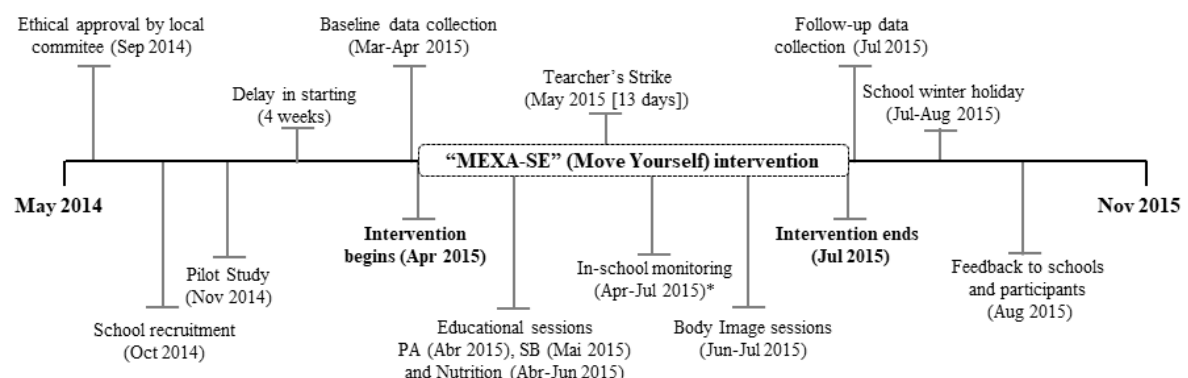 Ethical approval by local
commitee (Sep 2014)
Baseline data collection
(Mar-Apr 2015)
Follow-up data
collection (Jul 2015)
Delay in starting
(4 weeks)
Tearcher’s Strike
(May 2015 [13 days])
School winter holiday
(Jul-Aug 2015)
“MEXA-SE” (Move Yourself) intervention
May 2014
Nov 2015
Intervention
begins (Apr 2015)
Intervention ends
(Jul 2015)
Pilot Study
(Nov 2014)
In-school monitoring
(Apr-Jul 2015)*
Feedback to schools
and participants
(Aug 2015)
School recruitment
(Oct 2014)
Educational sessions
PA (Abr 2015), SB (Mai 2015)
and Nutrition (Abr-Jun 2015)
Body Image sessions
(Jun-Jul 2015)